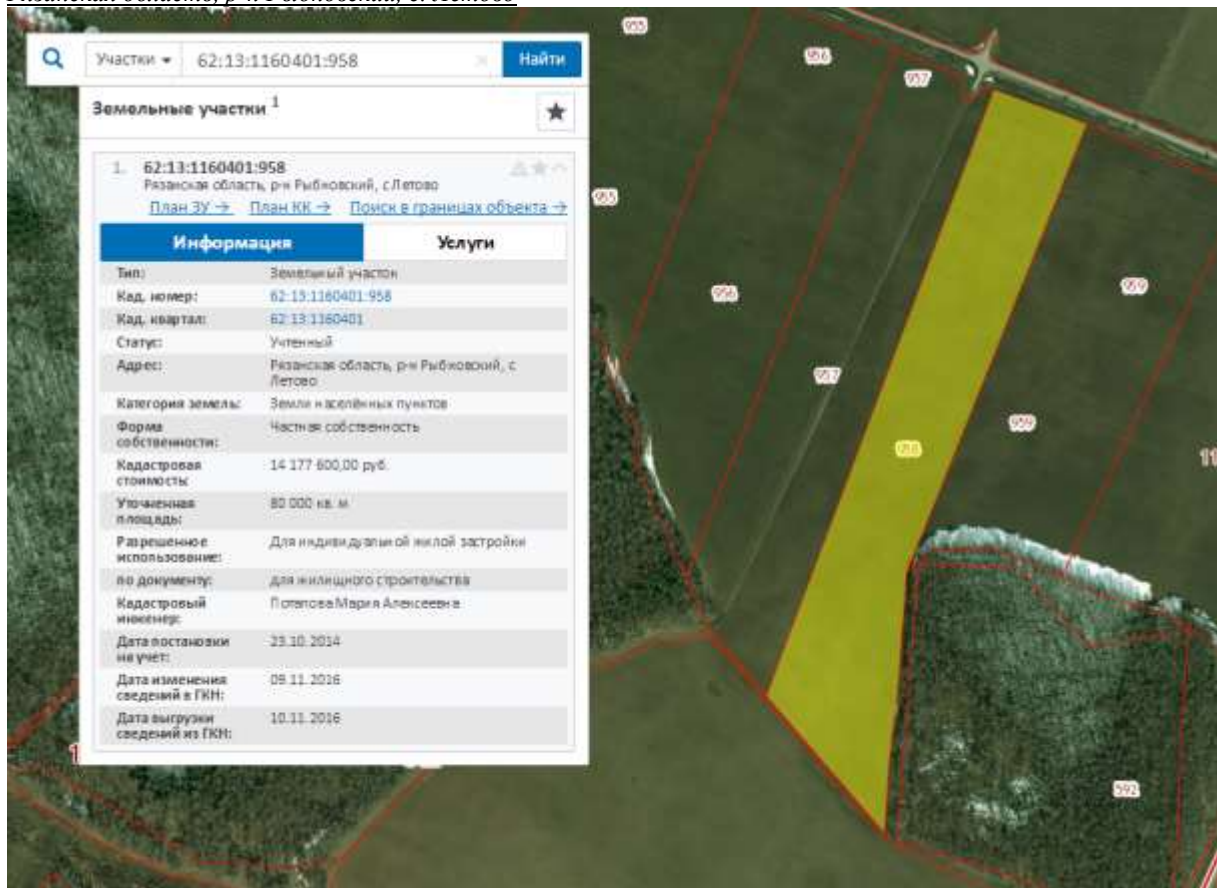 Рязанская область, р-н Рыбновский, с. Летово
Участки 62:13:1160401:958 Найти
Земельные участки 1
1. 62:13:1160401:958
Рязанская область, р-н Рыбновский, с Летово
План ЗУ → План КК → Поиск в границах объекта →
Информация Услуги
Тип: Земельный участок
Кад. номер: 62:13:1160401:958
Кад. квартал: 62:13:1160401
Статус: Учтенный
Адрес: Рязанская область, р-н Рыбновский, с
Летово
Категория земель: Земли населённых пунктов
Форма
собственности: Частная собственность
Кадастровая
стоимость: 14 177 600,00 руб.
Уточненная
площадь: 80 000 кв. м
Разрешенное
использование: Для индивидуальной жилой застройки
по документу: для жилищного строительства
Кадастровый
инженер: Потапова Мария Алексеевна
Дата постановки
на учет: 23.10.2014
Дата изменения
сведений в ГКН: 09.11.2016
Дата выгрузки
сведений из ГКН: 10.11.2016
955
956
957
955
956
959
957
958
959
11
592
1